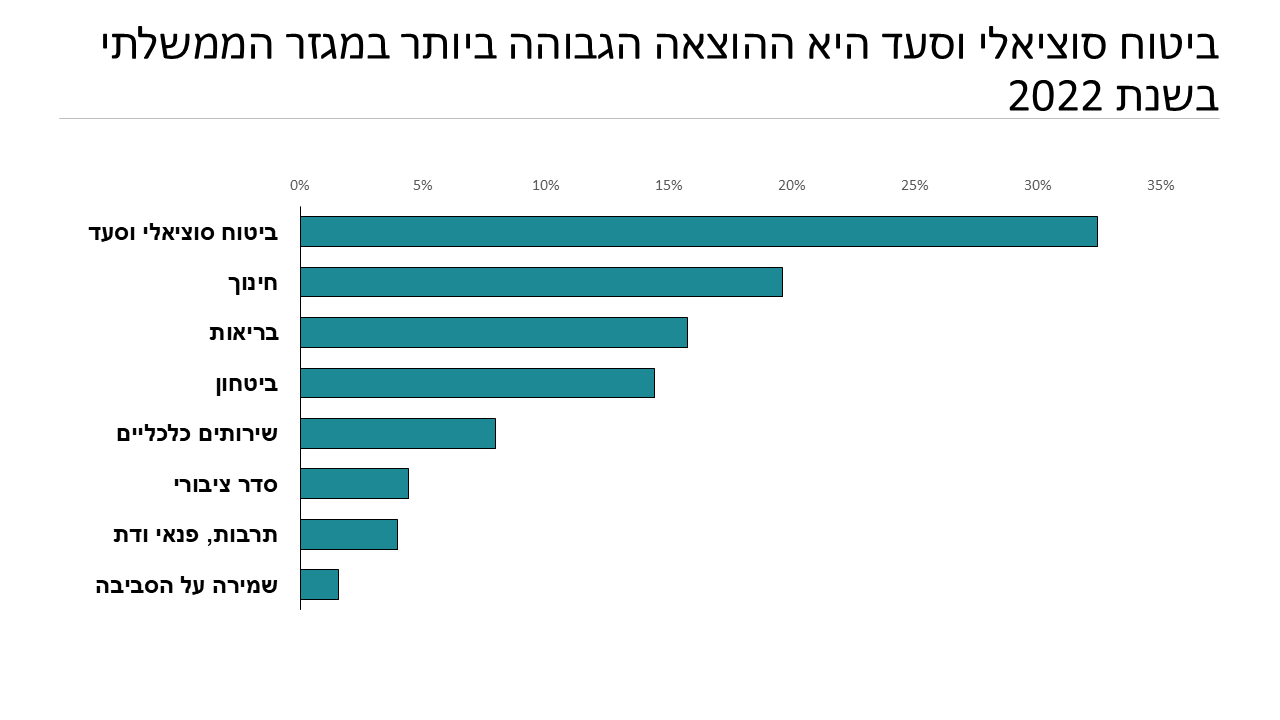 ביטוח סוציאלי וסעד היא ההוצאה הגבוהה ביותר במגזר הממשלתי
בשנת 2022
0% 5% 10% 15% 20% 25% 30% 35%
ביטוח סוציאלי וסעד
חינוך
בריאות
ביטחון
שירותים כלכליים
סדר ציבורי
תרבות, פנאי ודת
שמירה על הסביבה